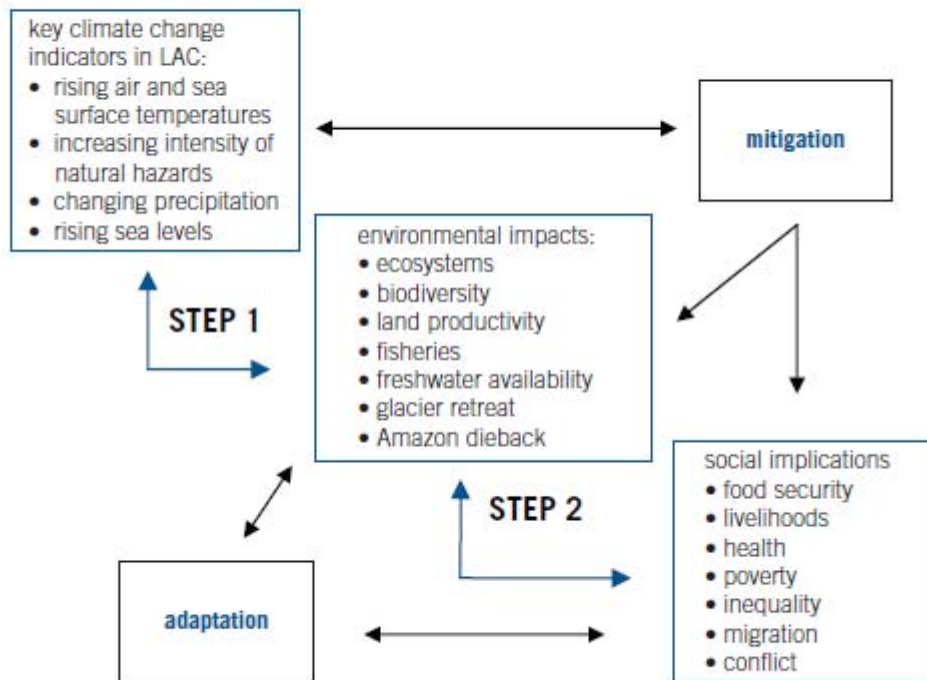 key climate change
indicators in LAC:
• rising air and sea
surface temperatures
• increasing intensity of
natural hazards
• changing precipitation
• rising sea levels
mitigation
STEP 1
environmental impacts:
• ecosystems
• biodiversity
• land productivity
• fisheries
• freshwater availability
• glacier retreat
• Amazon dieback
STEP 2
social implications
• food security
• livelihoods
• health
• poverty
• inequality
• migration
• conflict
adaptation